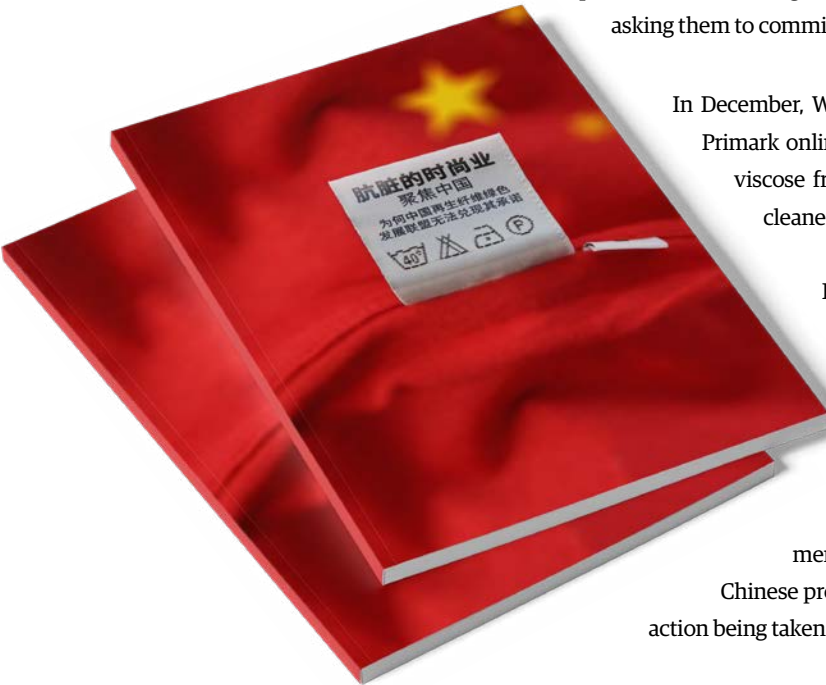 asking them to commi
In December, W
Primark onlin
viscose fr
cleane
肮脏的时尚业
聚焦中国
为何中国再生纤维绿色
发展联盟无法兑现其承诺
40° P
Chinese pro
action being taken